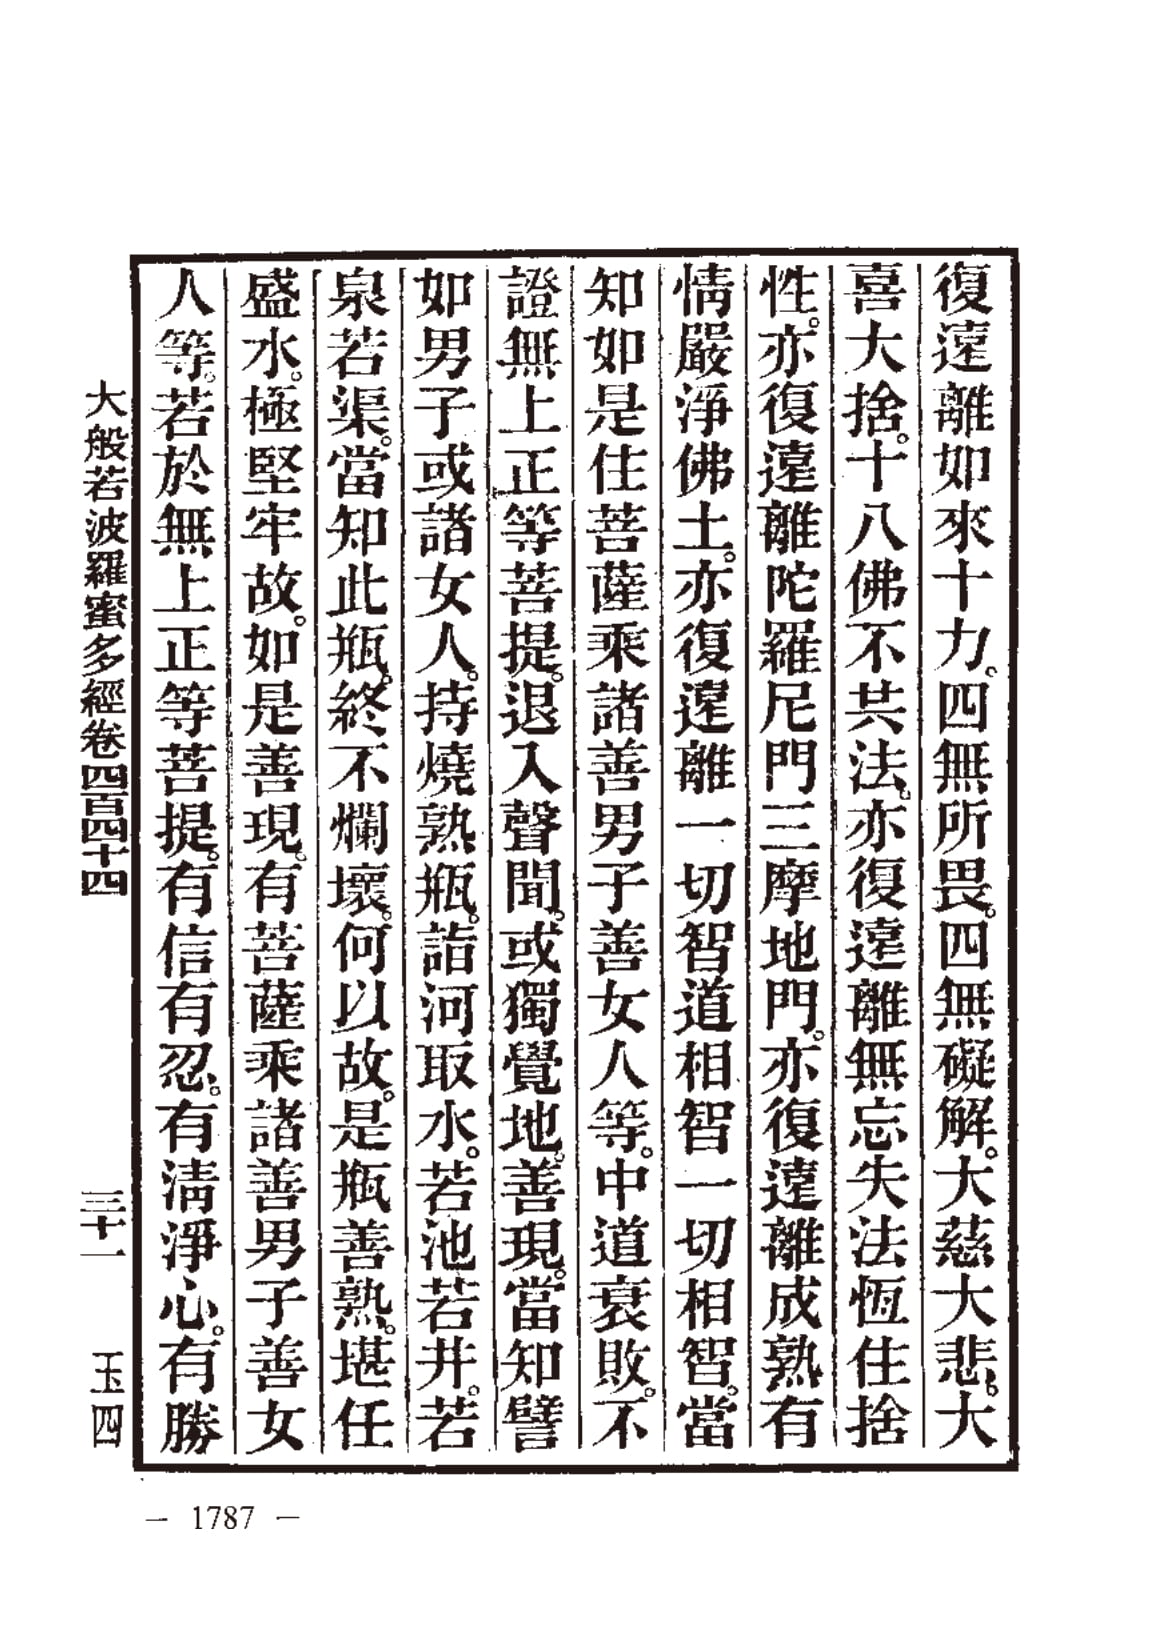 復遠離如來十力。四無所畏。四無礙解。大慈大悲。大
喜大捨。十八佛不共法。亦復遠離無忘失法恆住捨
性。亦復遠離陀羅尼門三摩地門。亦復遠離成熟有
情嚴淨佛土。亦復遠離一切智道相智一切相智。當
知如是住菩薩乘諸善男子善女人等。中道衰敗。不
證無上正等菩提。退入聲聞。或獨覺地。善現。當知譬
如男子或諸女人。持燒熟瓶。詣河取水。若池若井。若
泉若渠。當知此瓶。終不爛壞。何以故。是瓶善熟。堪任
盛水。極堅牢故。如是善現。有菩薩乘諸善男子善女
人等。若於無上正等菩提。有信有忍。有清淨心。有勝
大般若波羅蜜多經卷四百四十四
三十一
玉四
— 1787 —